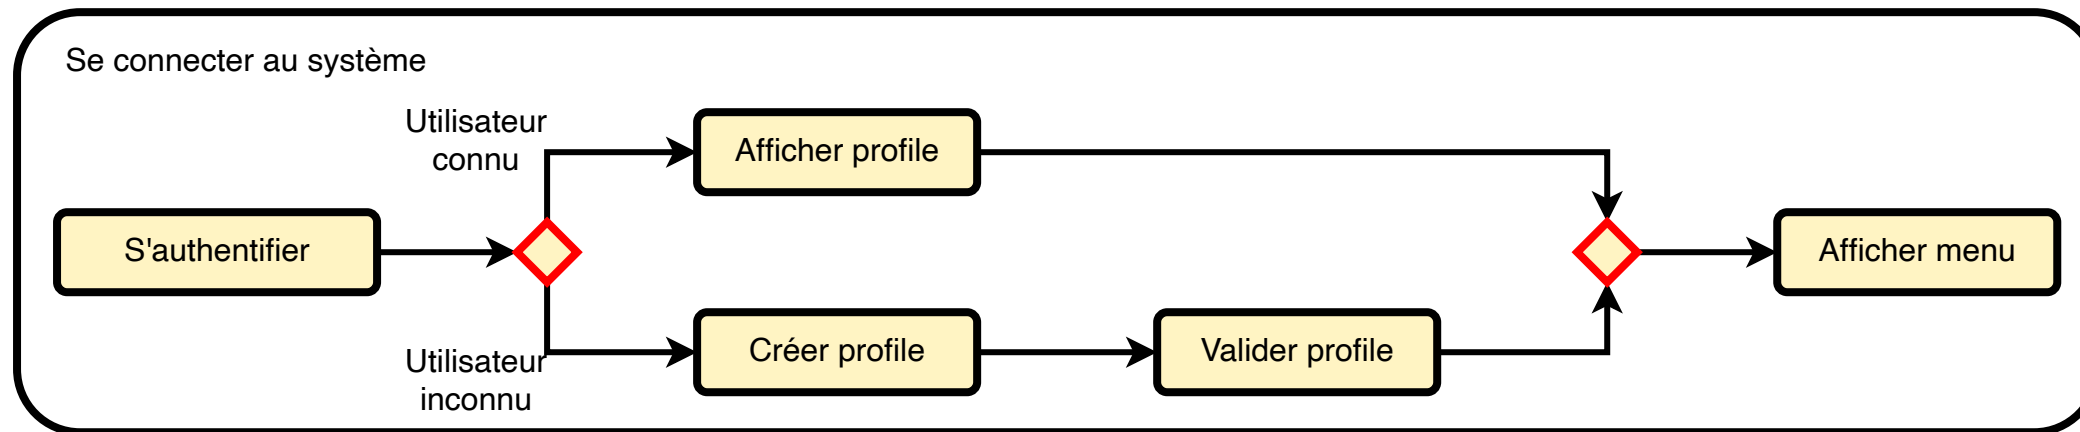 Se connecter au système
Utilisateur
connu
Afficher profile
S'authentifier
Afficher menu
Utilisateur
inconnu
Créer profile
Valider profile